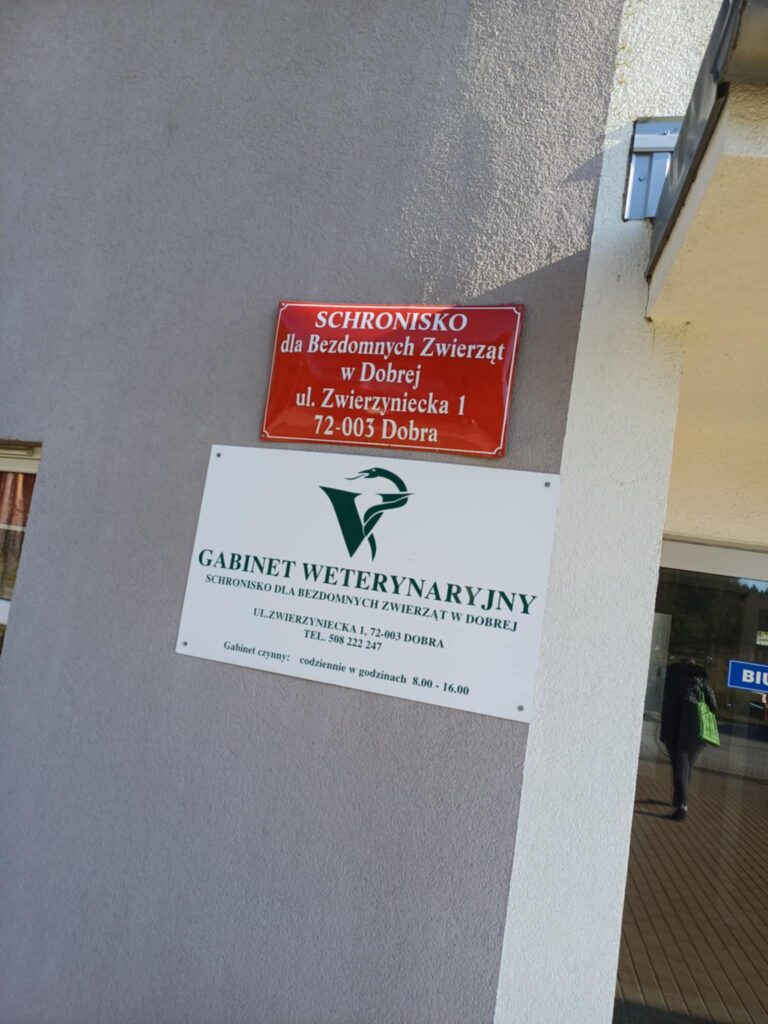 SCHRONISKO
dla Bezdomnych Zwierząt
w Dobrej
ul. Zwierzyniecka 1
72-003 Dobra
GABINET WETERYNARYJNY
SCHRONISKO DLA BEZDOMNYCH ZWIERZĄT W DOBREJ
UL.ZWIERZYNIECKA 1, 72-003 DOBRA
TEL. 508 222 247
Gabinet czynny: codziennie w godzinach 8.00 - 16.00